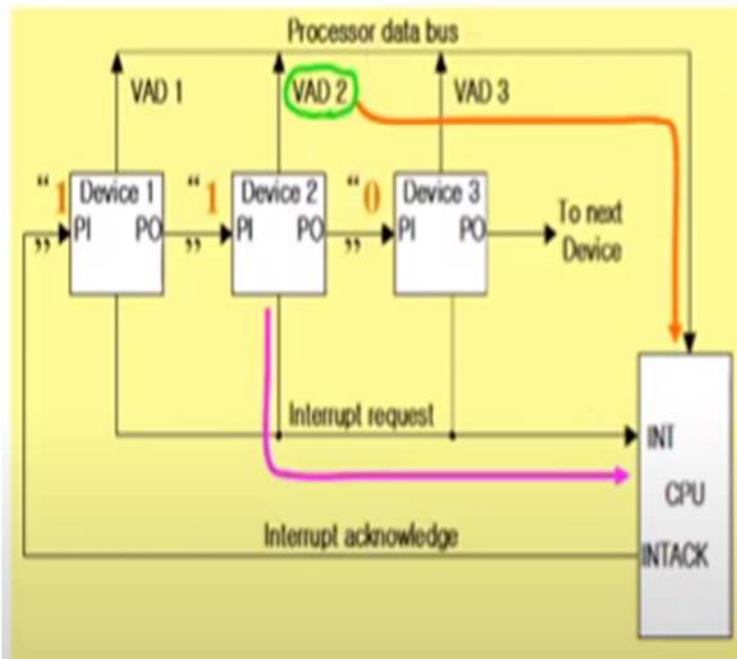 Processor data bus
VAD 1
VAD 2
VAD 3
“1”
Device 1
PI PO
“1”
Device 2
PI PO
“0”
Device 3
PI PO
To next
Device
Interrupt request
INT
CPU
Interrupt acknowledge
INTACK